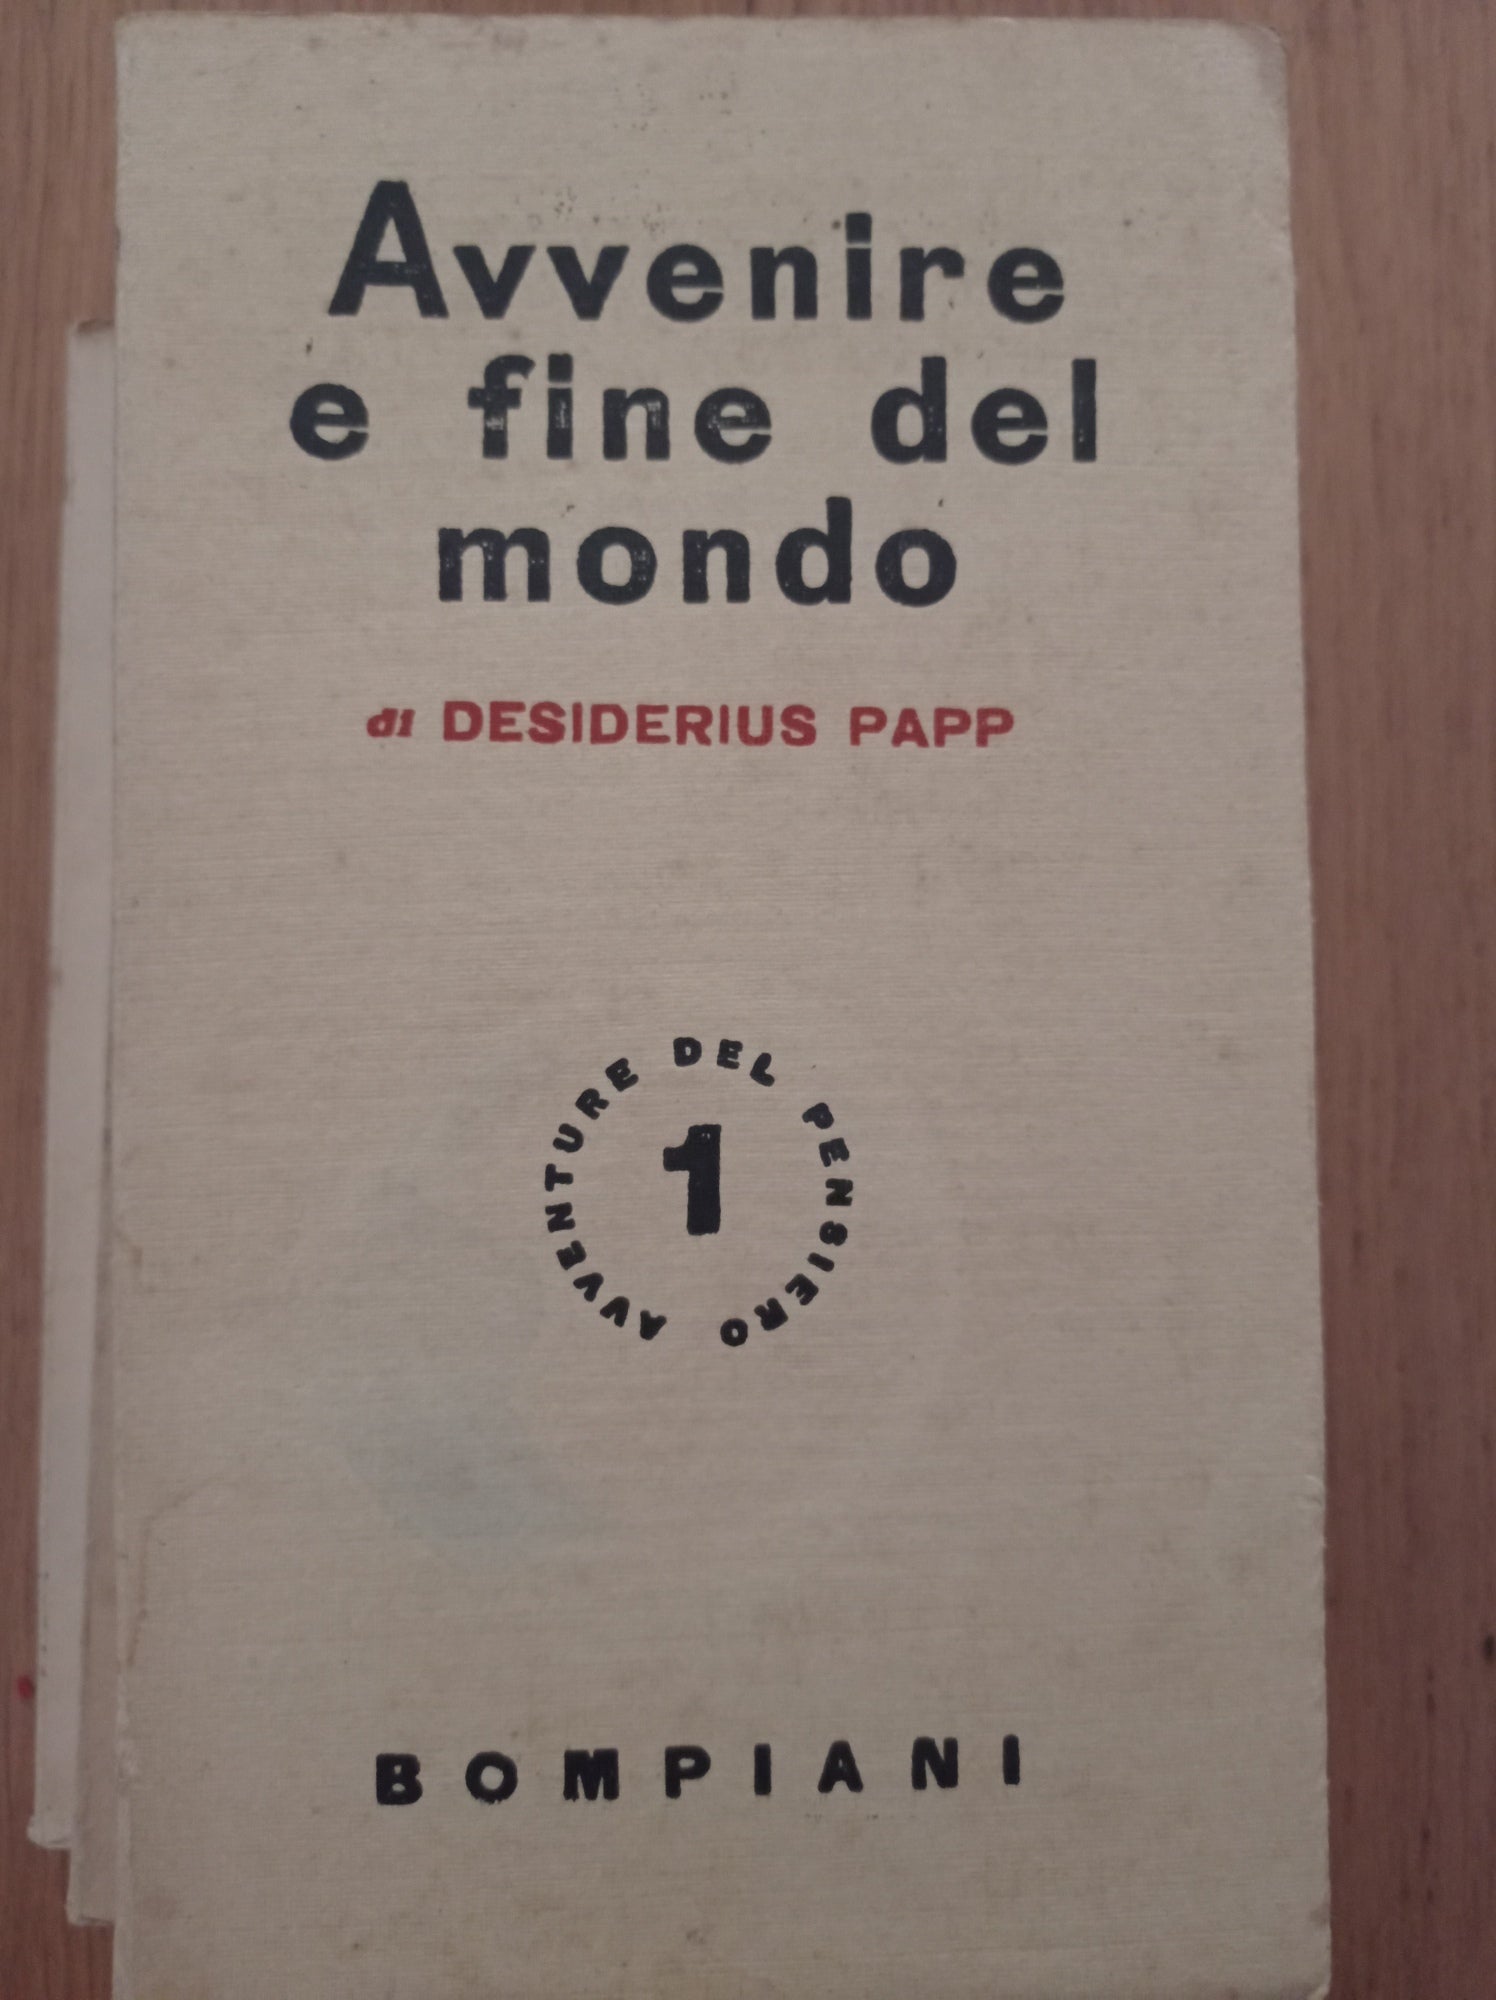 Avvenire
e fine del
mondo
di DESIDERIUS PAPP
AVVENTURE DEL PENSIERO
1
BOMPIANI